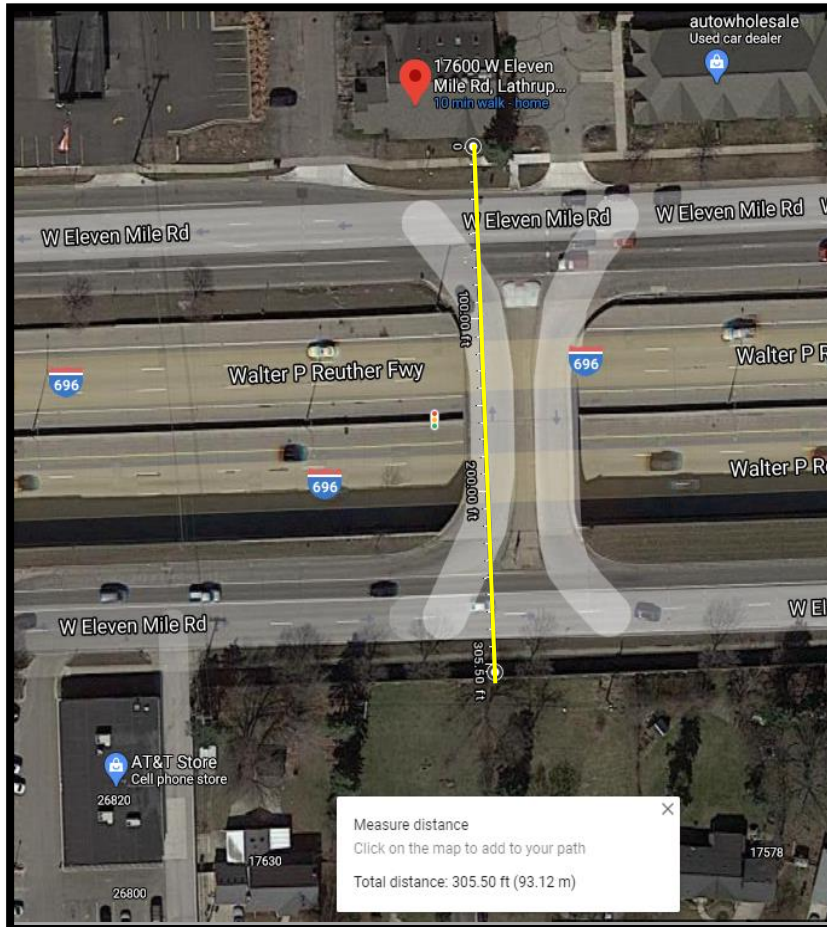 autowholesale
Used car dealer
17600 W Eleven
Mile Rd, Lathrup...
10 min walk - home
0
W Eleven Mile Rd
W Eleven Mile Rd
W Eleven Mile Rd
100.00 ft
Walter P Reuther Fwy
696
696
Walter P R
200.00 ft
696
Walter P Re
W Eleven Mile Rd
W El
305.50 ft
AT&T Store
Cell phone store
26820
17630
26800
17578
Measure distance
Click on the map to add to your path
Total distance: 305.50 ft (93.12 m)